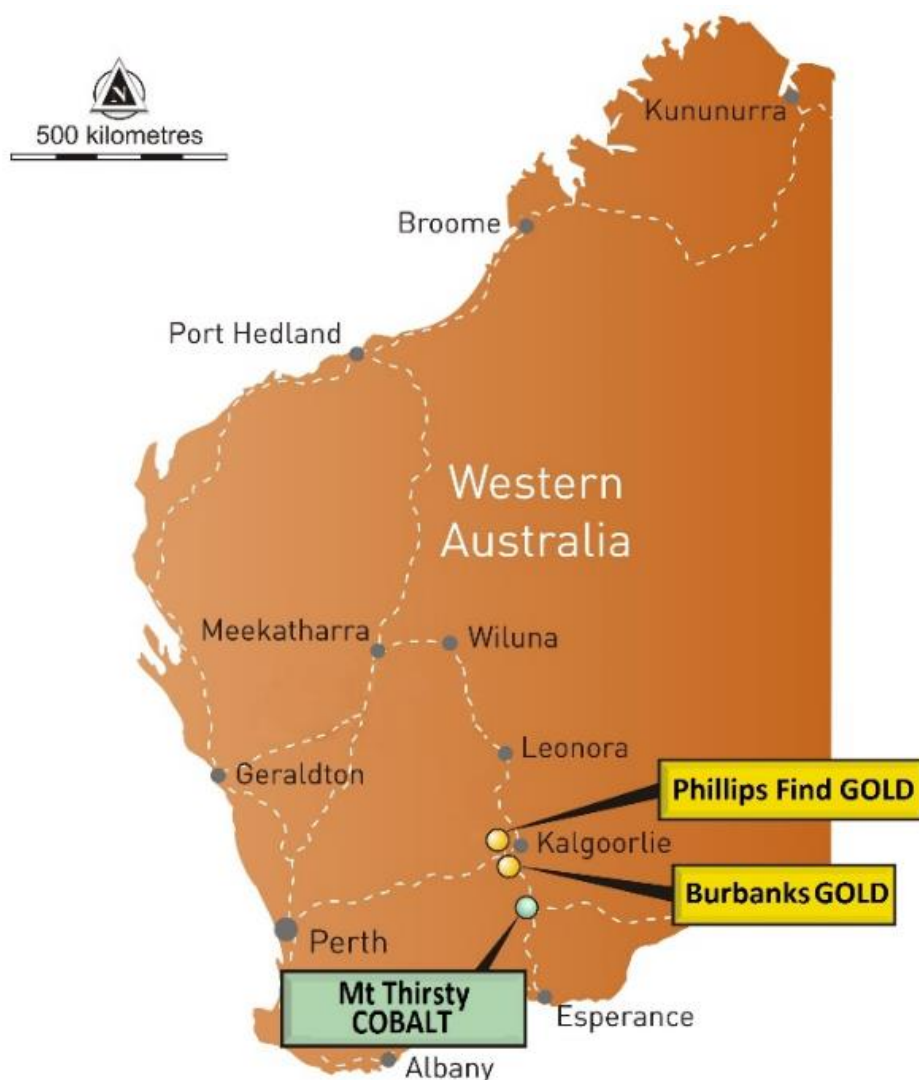 N
500 kilometres
Kununurra
Broome
Port Hedland
Western
Australia
Meekatharra
Wiluna
Leonora
Geraldton
Phillips Find GOLD
Kalgoorlie
Burbanks GOLD
Perth
Mt Thirsty
COBALT
Esperance
Albany